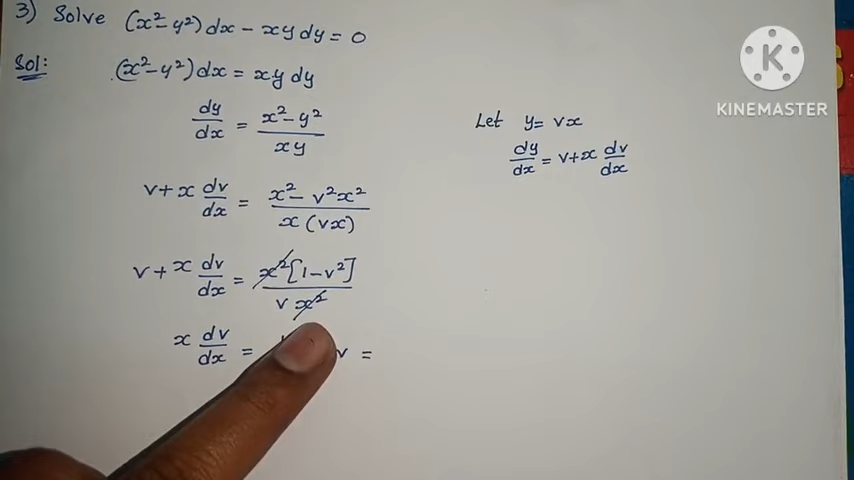 3) Solve (x² - y²) dx - xy dy = 0
Sol: (x² - y²) dx = xy dy
dy/dx = x² - y² / xy
Let y = vx
dy/dx = v + x dv/dx
v + x dv/dx = x² - v²x² / x (vx)
v + x dv/dx = x² [1 - v²] / v x²
x dv/dx = v =
K
KINEMASTER